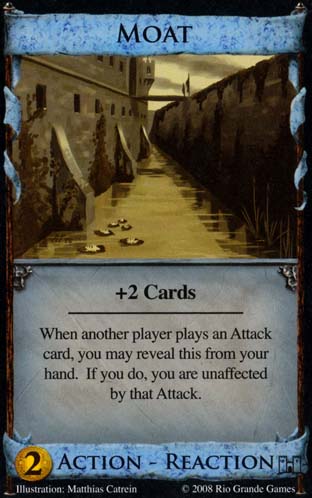 MOAT
+2 Cards
When another player plays an Attack
card, you may reveal this from your
hand. If you do, you are unaffected
by that Attack.
2 ACTION - REACTION
Illustration: Matthias Catrein © 2008 Rio Grande Games